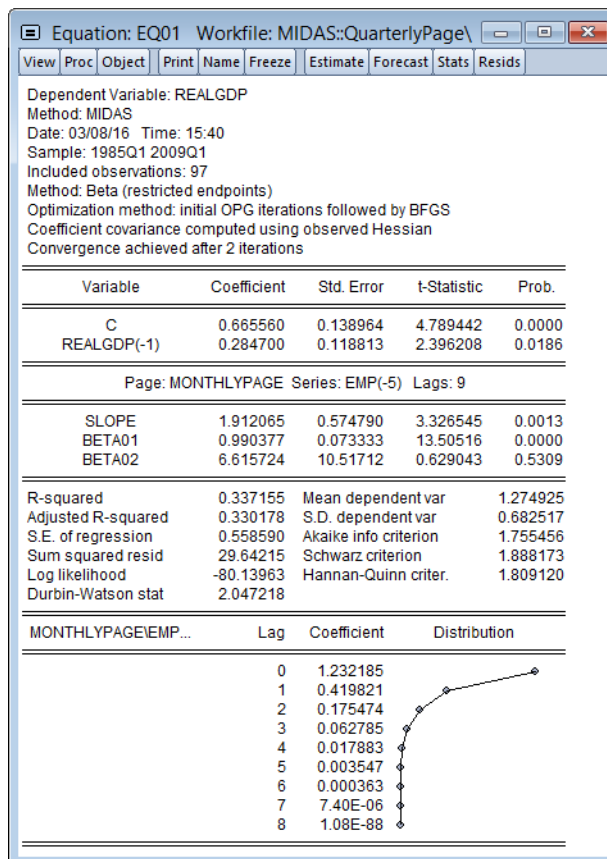 Equation: EQ01 Workfile: MIDAS::QuarterlyPage\
View Proc Object Print Name Freeze Estimate Forecast Stats Resids
Dependent Variable: REALGDP
Method: MIDAS
Date: 03/08/16 Time: 15:40
Sample: 1985Q1 2009Q1
Included observations: 97
Method: Beta (restricted endpoints)
Optimization method: initial OPG iterations followed by BFGS
Coefficient covariance computed using observed Hessian
Convergence achieved after 2 iterations
Variable Coefficient Std. Error t-Statistic Prob.
C 0.665560 0.138964 4.789442 0.0000
REALGDP(-1) 0.284700 0.118813 2.396208 0.0186
Page: MONTHLYPAGE Series: EMP(-5) Lags: 9
SLOPE 1.912065 0.574790 3.326545 0.0013
BETA01 0.990377 0.073333 13.50516 0.0000
BETA02 6.615724 10.51712 0.629043 0.5309
R-squared 0.337155 Mean dependent var 1.274925
Adjusted R-squared 0.330178 S.D. dependent var 0.682517
S.E. of regression 0.558590 Akaike info criterion 1.755456
Sum squared resid 29.64215 Schwarz criterion 1.888173
Log likelihood -80.13963 Hannan-Quinn criter. 1.809120
Durbin-Watson stat 2.047218
MONTHLYPAGE\EMP... Lag Coefficient Distribution
0 1.232185
1 0.419821
2 0.175474
3 0.062785
4 0.017883
5 0.003547
6 0.000363
7 7.40E-06
8 1.08E-88